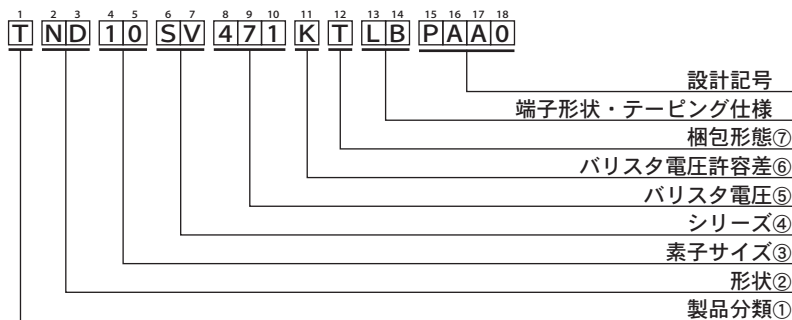 1 2 3 4 5 6 7 8 9 10 11 12 13 14 15 16 17 18
T ND 10 SV 471 K T LB PAA0
設計記号
端子形状・テーピング仕様
梱包形態⑦
バリスタ電圧許容差⑥
バリスタ電圧⑤
シリーズ④
素子サイズ③
形状②
製品分類①